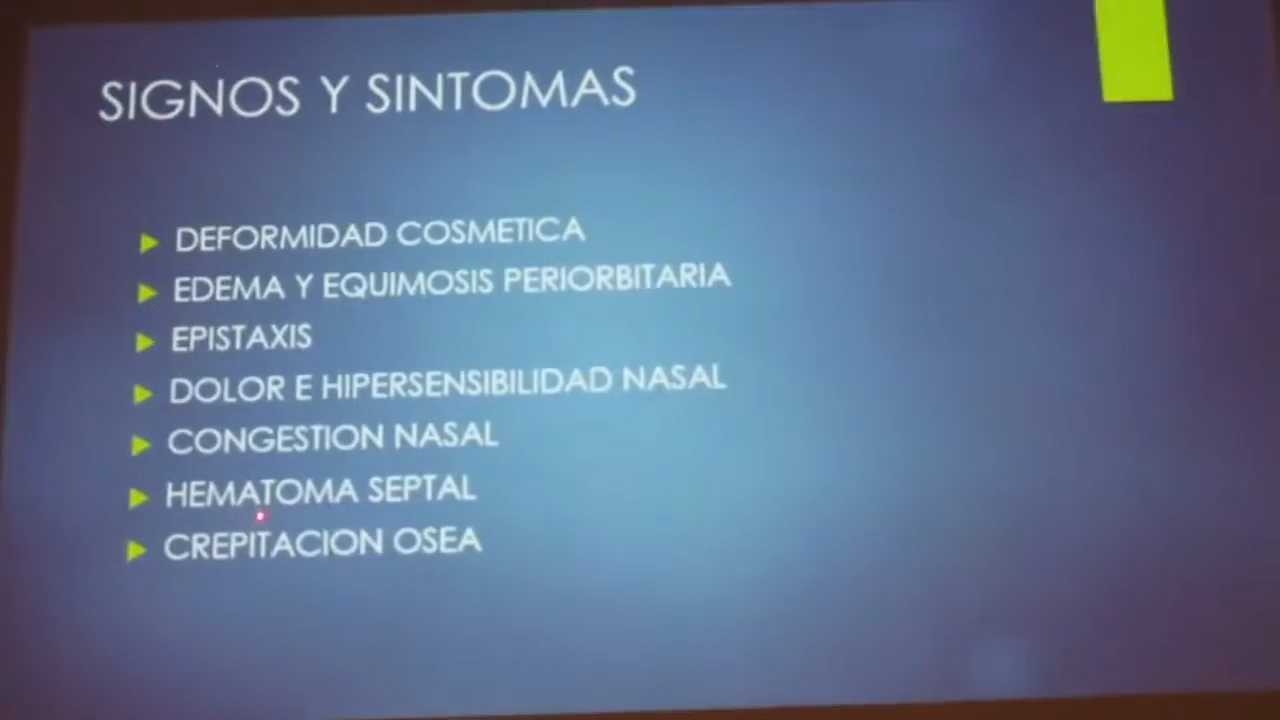 SIGNOS Y SINTOMAS
DEFORMIDAD COSMETICA
EDEMA Y EQUIMOSIS PERIORBITARIA
EPISTAXIS
DOLOR E HIPERSENSIBILIDAD NASAL
CONGESTION NASAL
HEMATOMA SEPTAL
CREPITACION OSEA